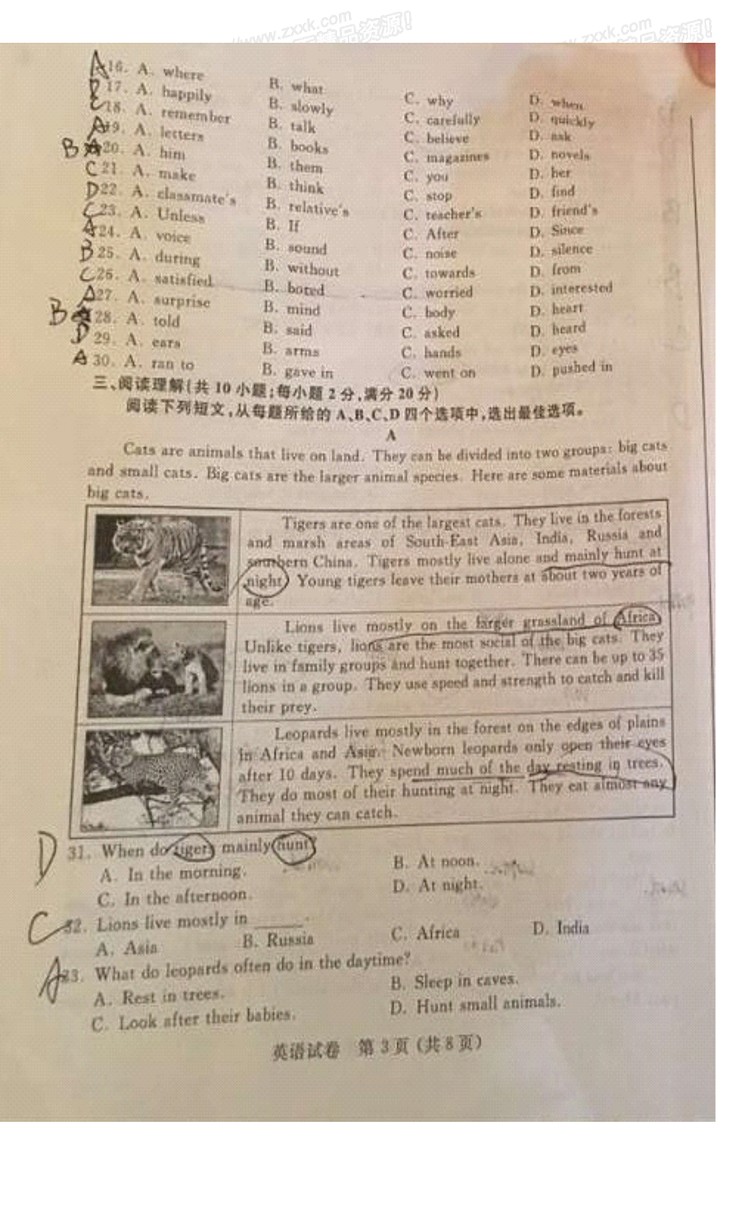 www.zxxk.com
16. A. where B. what C. why D. when
17. A. happily B. slowly C. carefully D. quickly
18. A. remember B. talk C. believe D. ask
A 19. A. letters B. books C. magazines D. novels
B 20. A. him B. them C. you D. her
C 21. A. make B. think C. stop D. find
D 22. A. classmate's B. relative's C. teacher's D. friend's
C 23. A. Unless B. If C. After D. Since
A 24. A. voice B. sound C. noise D. silence
B 25. A. during B. without C. towards D. from
C 26. A. satisfied B. bored C. worried D. interested
A 27. A. surprise B. mind C. body D. heart
B 28. A. told B. said C. asked D. heard
D 29. A. ears B. arms C. hands D. eyes
A 30. A. ran to B. gave in C. went on D. pushed in
三、阅读理解(共 10 小题;每小题 2 分,满分 20 分)
阅读下列短文,从每题所给的 A、B、C、D 四个选项中,选出最佳选项。
A
Cats are animals that live on land. They can be divided into two groups: big cats
and small cats. Big cats are the larger animal species. Here are some materials about
big cats.
Tigers are one of the largest cats. They live in the forests
and marsh areas of South-East Asia, India, Russia and
southern China. Tigers mostly live alone and mainly hunt at
night. Young tigers leave their mothers at about two years of
age.
Lions live mostly on the larger grassland of Africa.
Unlike tigers, lions are the most social of the big cats. They
live in family groups and hunt together. There can be up to 35
lions in a group. They use speed and strength to catch and kill
their prey.
Leopards live mostly in the forest on the edges of plains
in Africa and Asia. Newborn leopards only open their eyes
after 10 days. They spend much of the day resting in trees.
They do most of their hunting at night. They eat almost any
animal they can catch.
D 31. When do tigers mainly hunt?
A. In the morning. B. At noon.
C. In the afternoon. D. At night.
C 32. Lions live mostly in ______.
A. Asia B. Russia C. Africa D. India
A 33. What do leopards often do in the daytime?
A. Rest in trees. B. Sleep in caves.
C. Look after their babies. D. Hunt small animals.
英语试卷 第 3 页 (共 8 页)